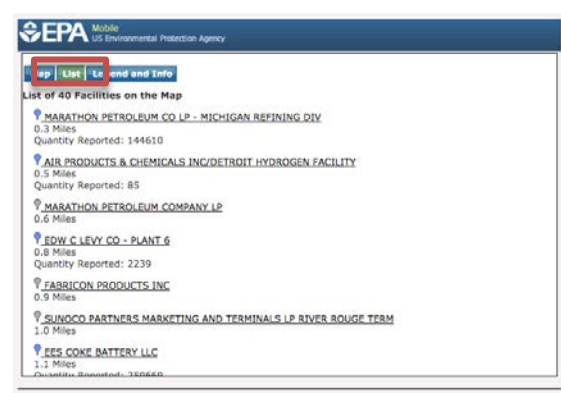 EPA Mobile
US Environmental Protection Agency
Map List Legend and Info
List of 40 Facilities on the Map
MARATHON PETROLEUM CO LP - MICHIGAN REFINING DIV
0.3 Miles
Quantity Reported: 144610
AIR PRODUCTS & CHEMICALS INC/DETROIT HYDROGEN FACILITY
0.5 Miles
Quantity Reported: 85
MARATHON PETROLEUM COMPANY LP
0.6 Miles
EDW C LEVY CO - PLANT 6
0.8 Miles
Quantity Reported: 2239
FABRICON PRODUCTS INC
0.9 Miles
SUNOCO PARTNERS MARKETING AND TERMINALS LP RIVER ROUGE TERM
1.0 Miles
EES COKE BATTERY LLC
1.1 Miles
Quantity Reported: